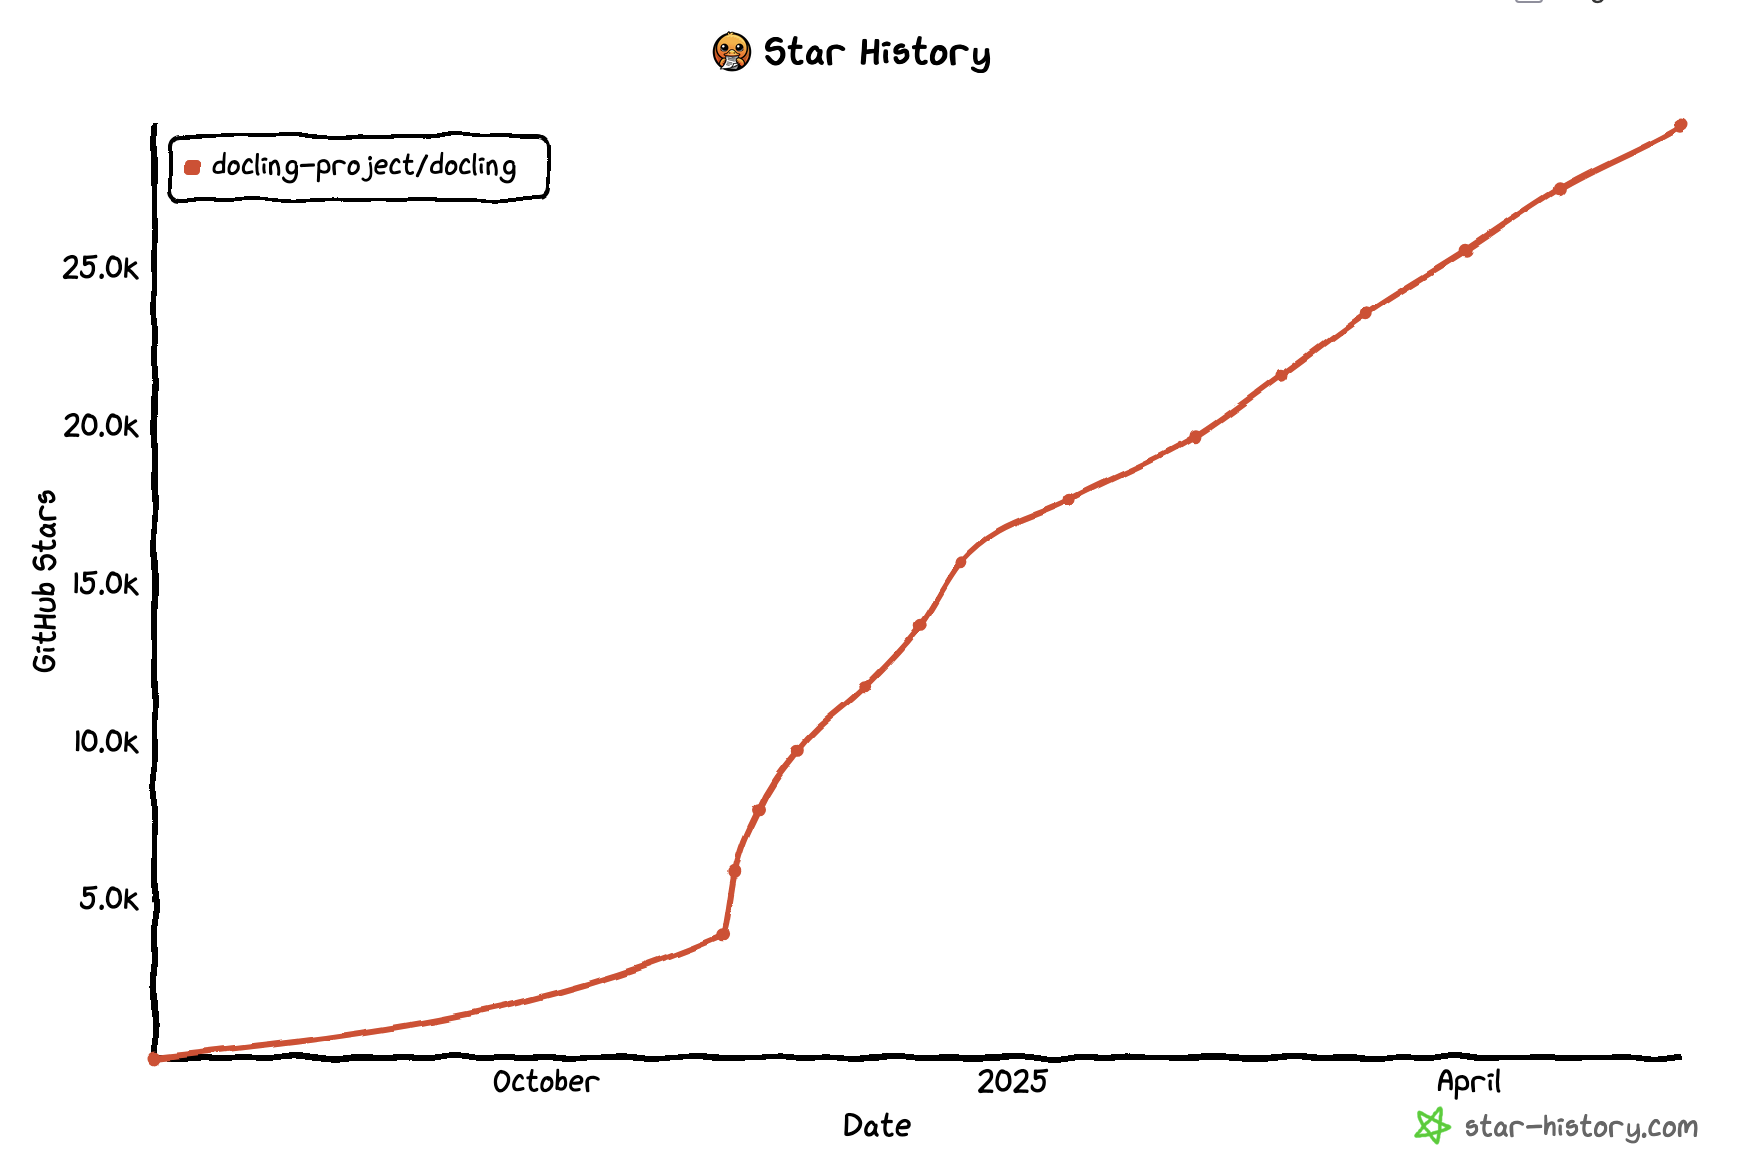 Star History
docling-project/docling
25.0K
20.0K
15.0K
10.0K
5.0K
GitHub Stars
October
2025
April
Date
star-history.com